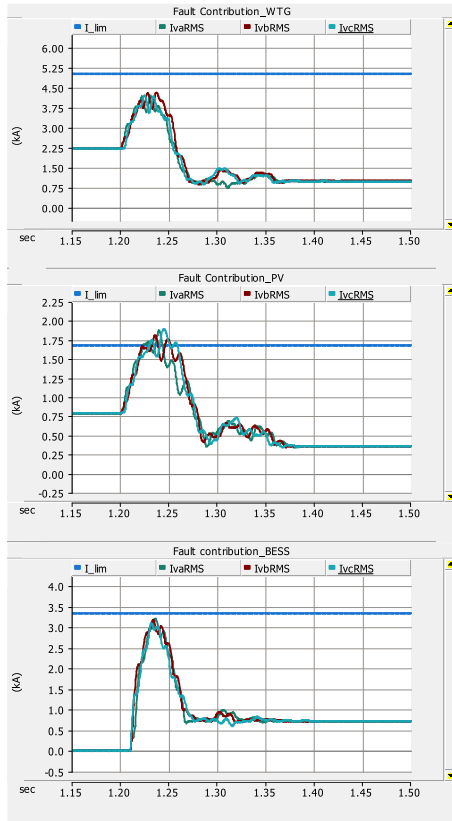 Fault Contribution_WTG
I_lim IvaRMS IvbRMS IvcRMS
6.00
5.25
4.50
3.75
3.00
2.25
1.50
0.75
0.00
(kA)
sec 1.15 1.20 1.25 1.30 1.35 1.40 1.45 1.50
Fault Contribution_PV
I_lim IvaRMS IvbRMS IvcRMS
2.25
2.00
1.75
1.50
1.25
1.00
0.75
0.50
0.25
0.00
-0.25
(kA)
sec 1.15 1.20 1.25 1.30 1.35 1.40 1.45 1.50
Fault contribution_BESS
I_lim IvaRMS IvbRMS IvcRMS
4.0
3.5
3.0
2.5
2.0
1.5
1.0
0.5
0.0
-0.5
(kA)
sec 1.15 1.20 1.25 1.30 1.35 1.40 1.45 1.50